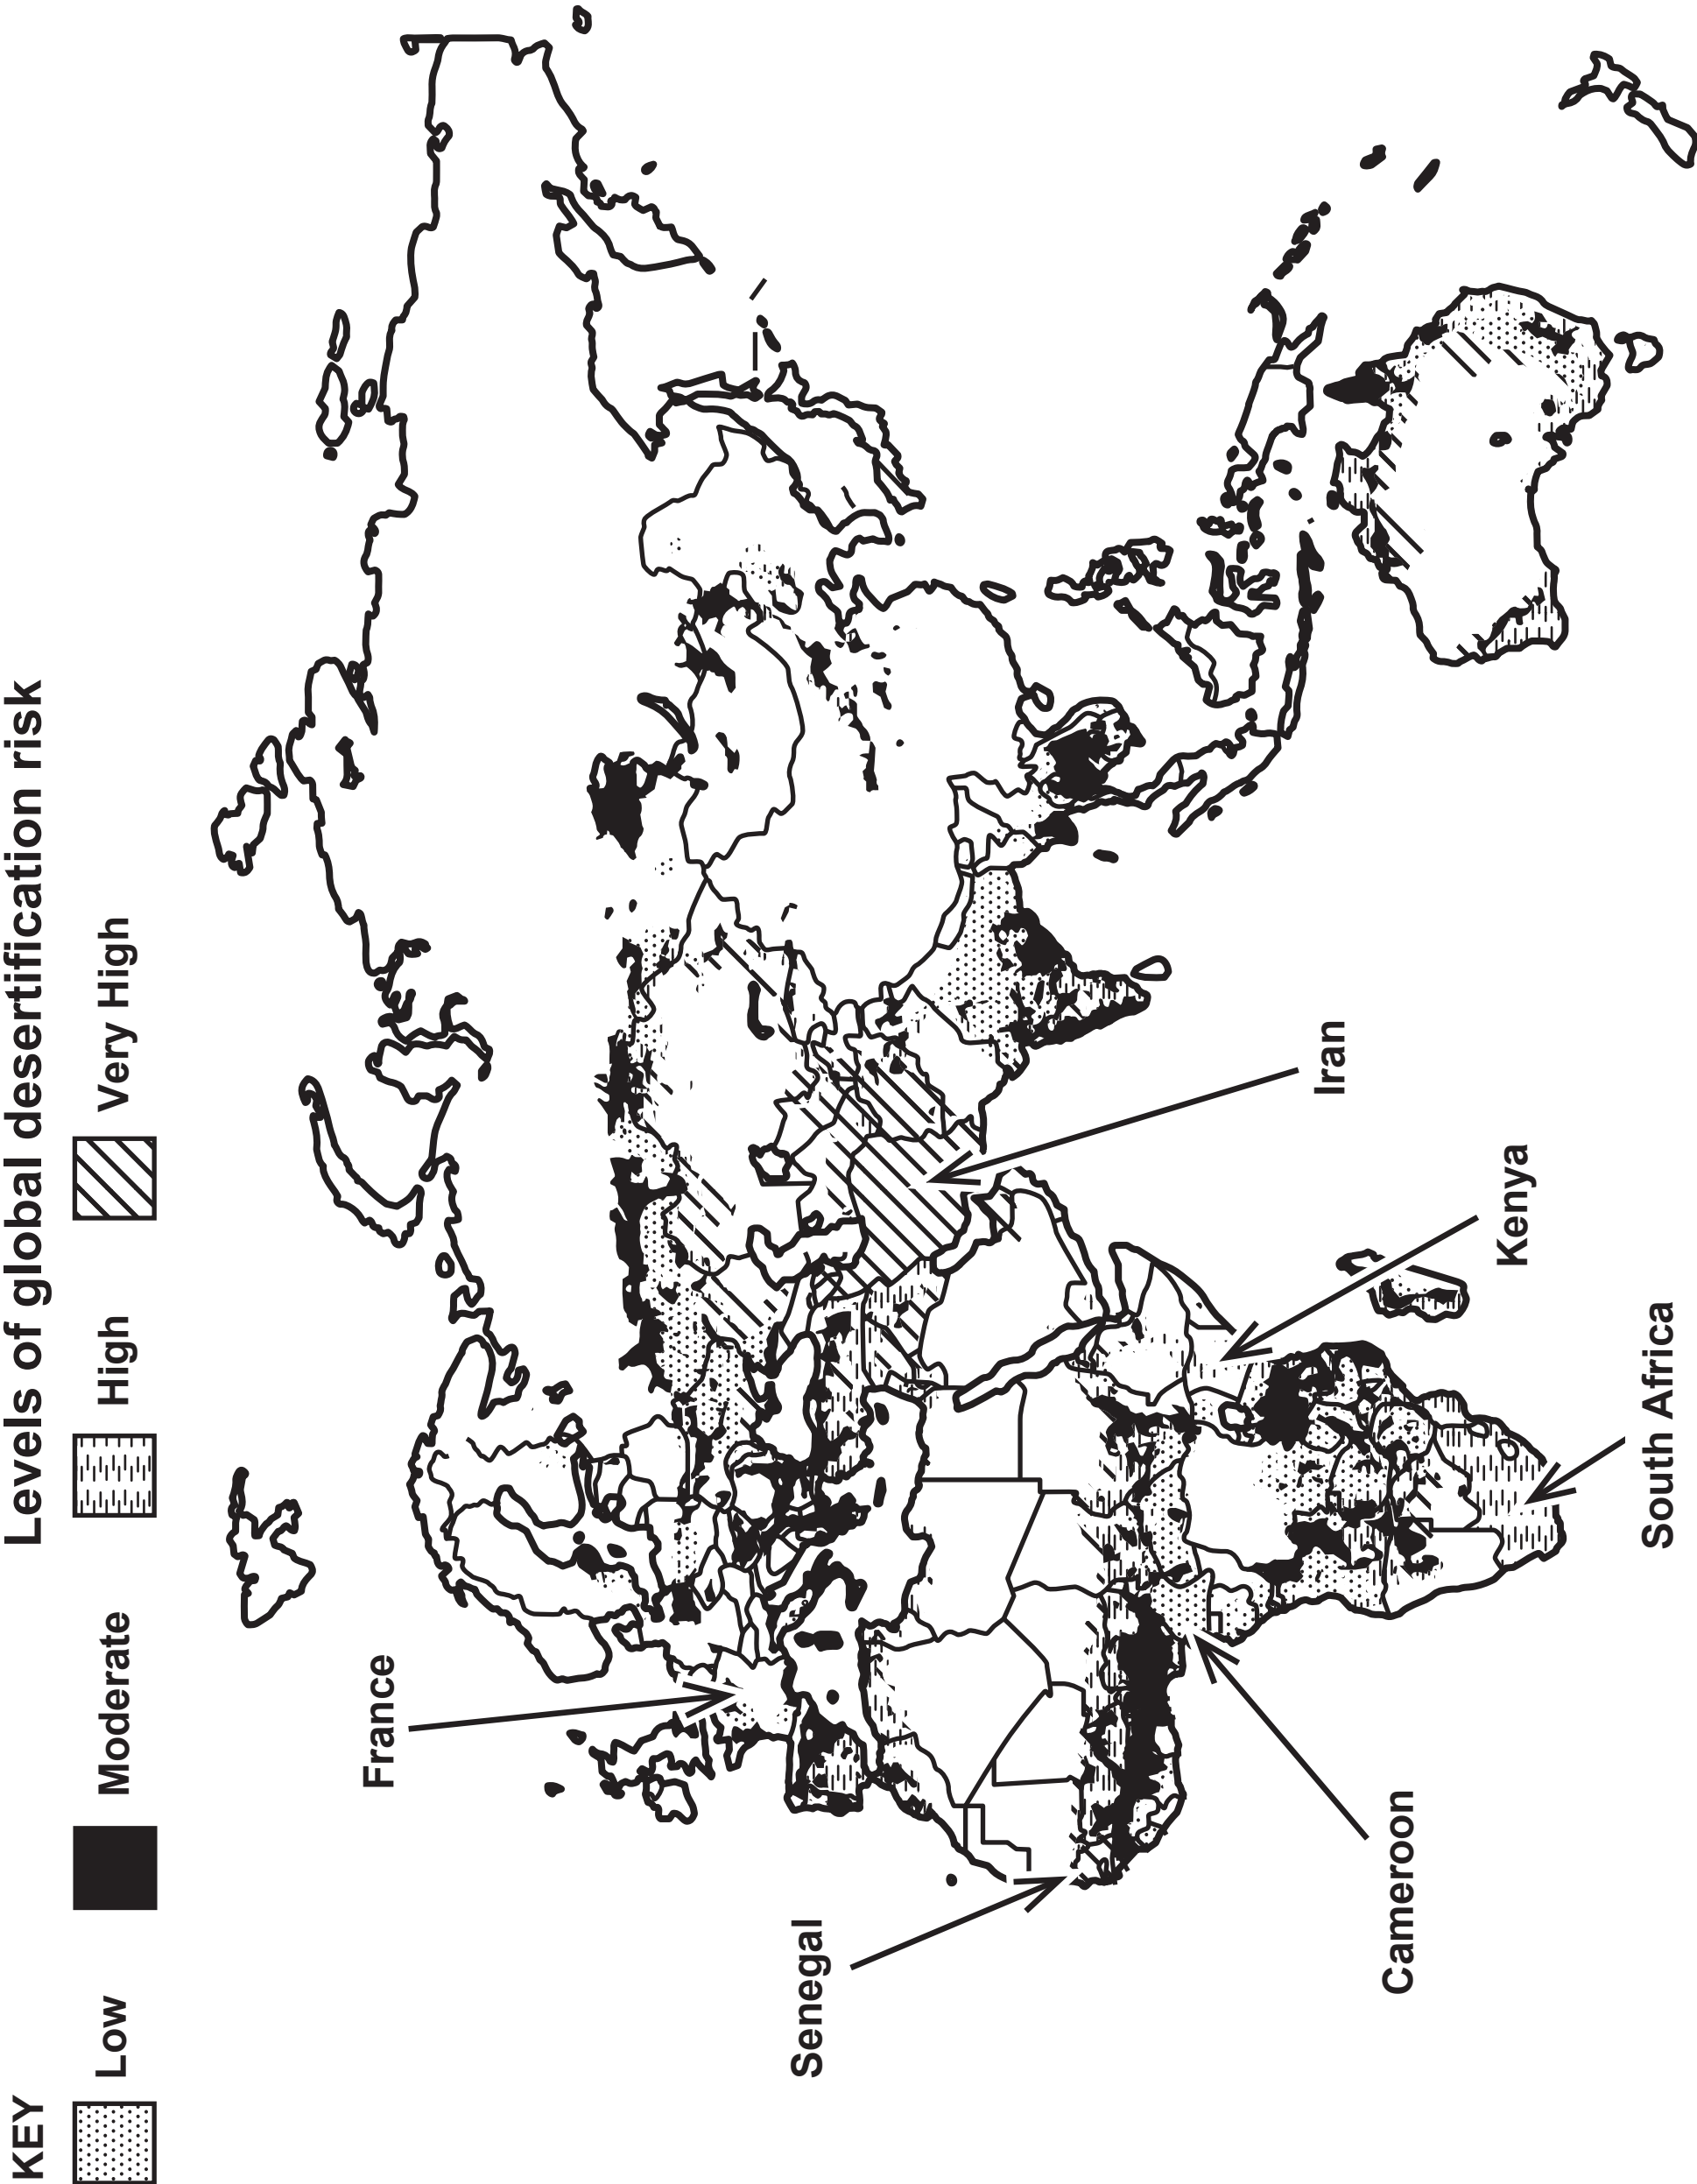 Levels of global desertification risk
KEY
Low
Moderate
High
Very High
France
Senegal
Cameroon
Iran
Kenya
South Africa